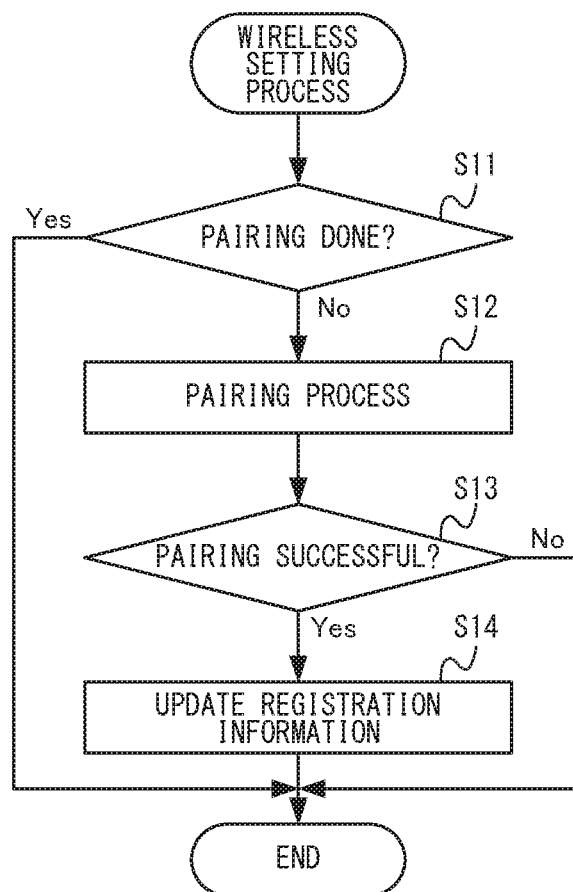 WIRELESS
SETTING
PROCESS
S11
Yes
PAIRING DONE?
No
S12
PAIRING PROCESS
S13
PAIRING SUCCESSFUL?
No
Yes
S14
UPDATE REGISTRATION
INFORMATION
END